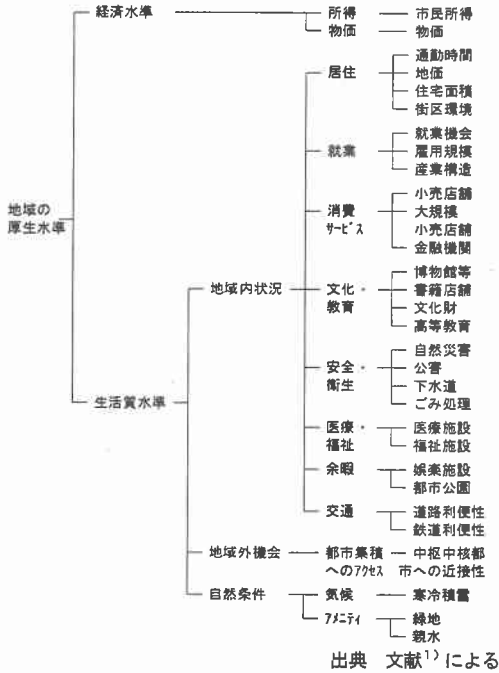 経済水準 所得 市民所得
物価 物価
居住 通勤時間
地価
住宅面積
街区環境
就業 就業機会
雇用規模
産業構造
地域の
厚生水準
消費
サービス
小売店舗
大規模
小売店舗
金融機関
地域内状況
文化・
教育
博物館等
書籍店舗
文化財
高等教育
生活質水準
安全・
衛生
自然災害
公害
下水道
ごみ処理
医療・
福祉
医療施設
福祉施設
余暇 娯楽施設
都市公園
交通 道路利便性
鉄道利便性
地域外機会 都市集積
へのアクセス
中枢中核都
市への近接性
自然条件 気候 寒冷積雪
アメニティ 緑地
親水
出典 文献1)による